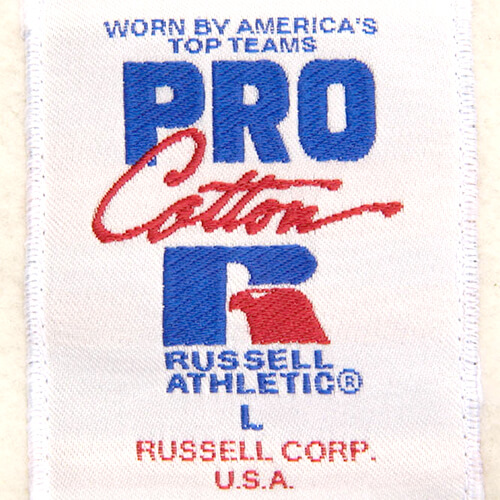 WORN BY AMERICA'S
TOP TEAMS
PRO
Cotton
RUSSELL
ATHLETIC®
L
RUSSELL CORP.
U.S.A.